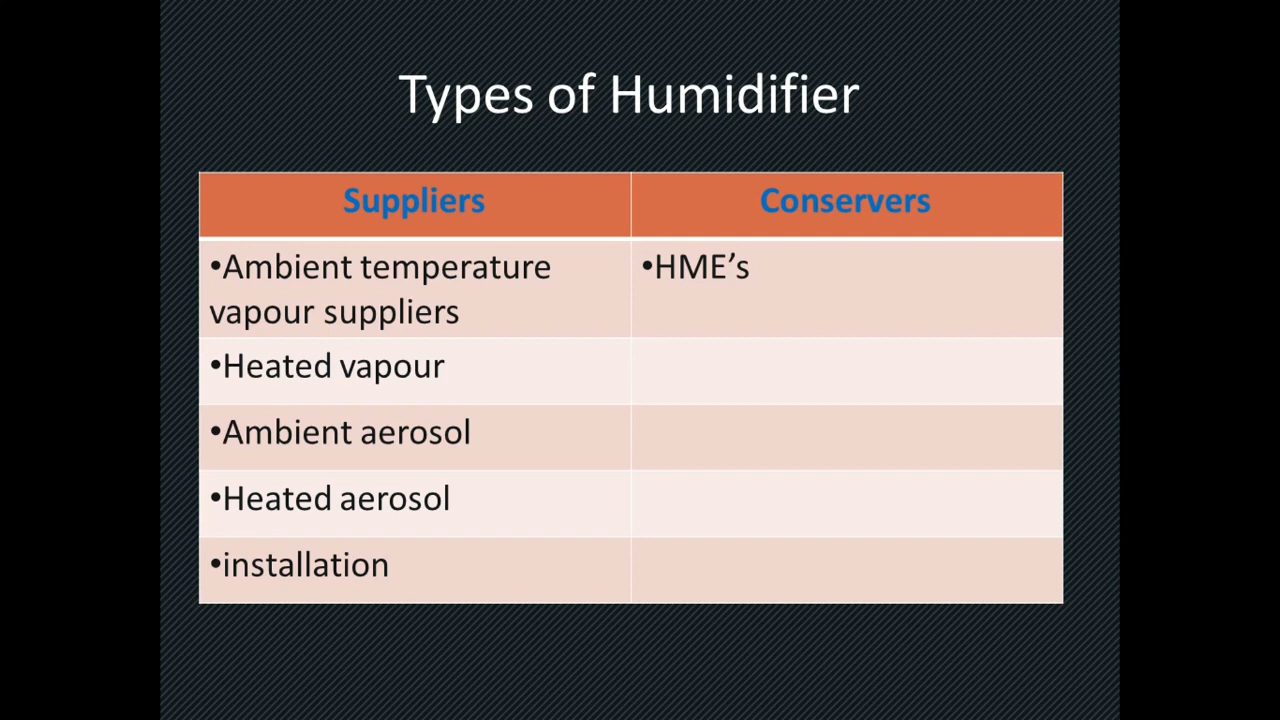 Types of Humidifier
Suppliers
Conservers
•Ambient temperature
vapour suppliers
•HME’s
•Heated vapour
•Ambient aerosol
•Heated aerosol
•installation